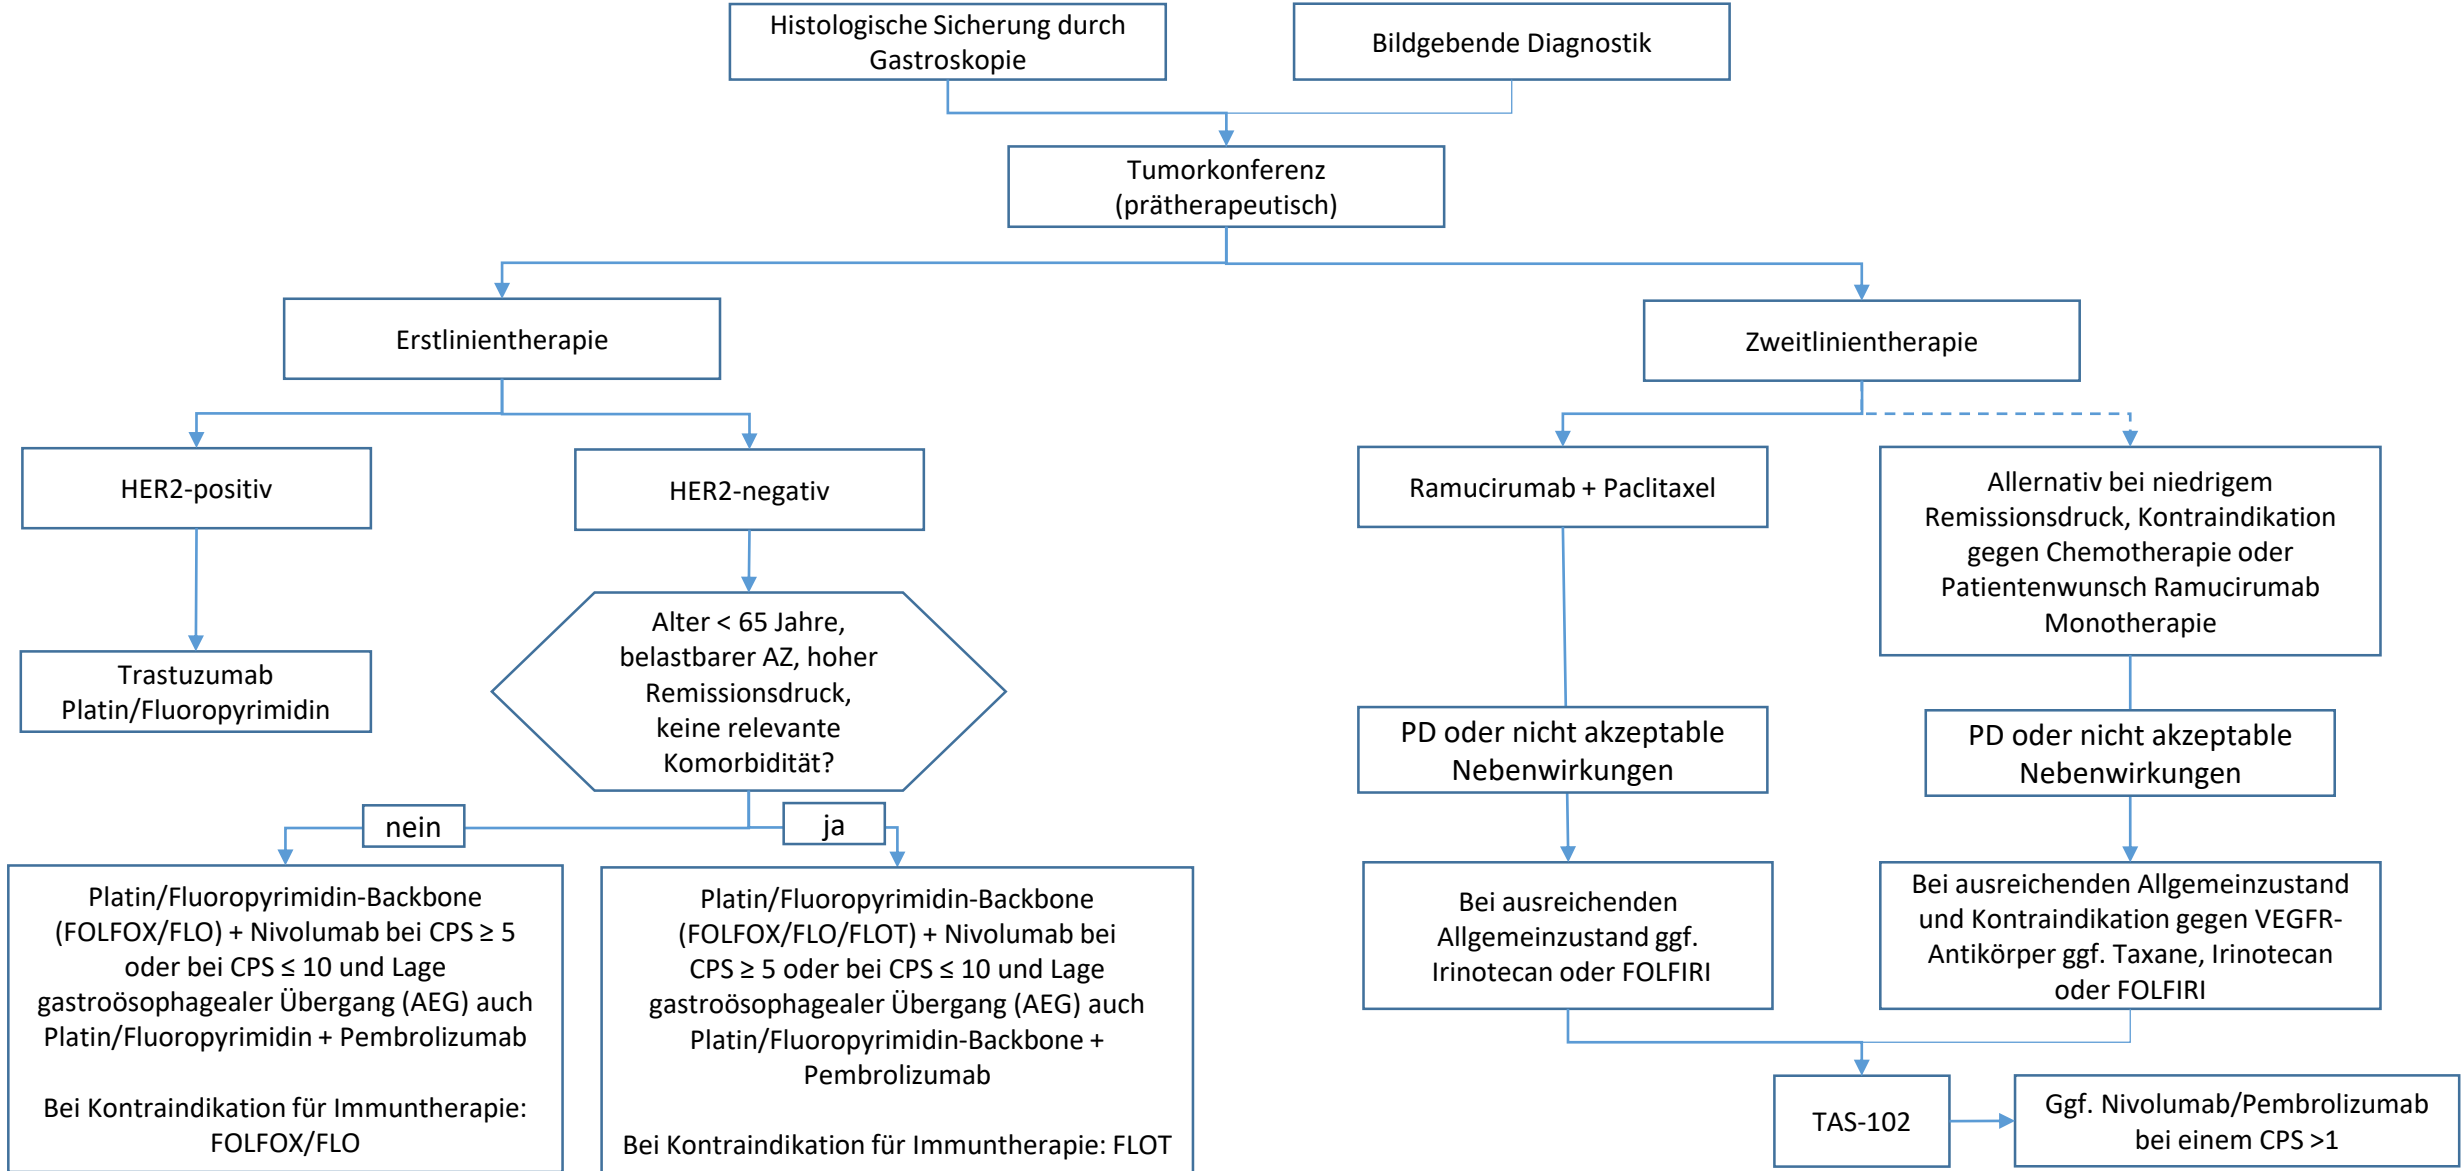 Histologische Sicherung durch
Gastroskopie
Bildgebende Diagnostik
Tumorkonferenz
(prätherapeutisch)
Erstlinientherapie
Zweitlinientherapie
HER2-positiv
HER2-negativ
Ramucirumab + Paclitaxel
Allernativ bei niedrigem
Remissionsdruck, Kontraindikation
gegen Chemotherapie oder
Patientenwunsch Ramucirumab
Monotherapie
Trastuzumab
Platin/Fluoropyrimidin
Alter < 65 Jahre,
belastbarer AZ, hoher
Remissionsdruck,
keine relevante
Komorbidität?
PD oder nicht akzeptable
Nebenwirkungen
PD oder nicht akzeptable
Nebenwirkungen
nein
ja
Platin/Fluoropyrimidin-Backbone
(FOLFOX/FLO) + Nivolumab bei CPS ≥ 5
oder bei CPS ≤ 10 und Lage
gastroösophagealer Übergang (AEG) auch
Platin/Fluoropyrimidin + Pembrolizumab
Bei Kontraindikation für Immuntherapie:
FOLFOX/FLO
Platin/Fluoropyrimidin-Backbone
(FOLFOX/FLO/FLOT) + Nivolumab bei
CPS ≥ 5 oder bei CPS ≤ 10 und Lage
gastroösophagealer Übergang (AEG) auch
Platin/Fluoropyrimidin-Backbone +
Pembrolizumab
Bei Kontraindikation für Immuntherapie: FLOT
Bei ausreichenden
Allgemeinzustand ggf.
Irinotecan oder FOLFIRI
Bei ausreichenden Allgemeinzustand
und Kontraindikation gegen VEGFR-
Antikörper ggf. Taxane, Irinotecan
oder FOLFIRI
TAS-102
Ggf. Nivolumab/Pembrolizumab
bei einem CPS >1